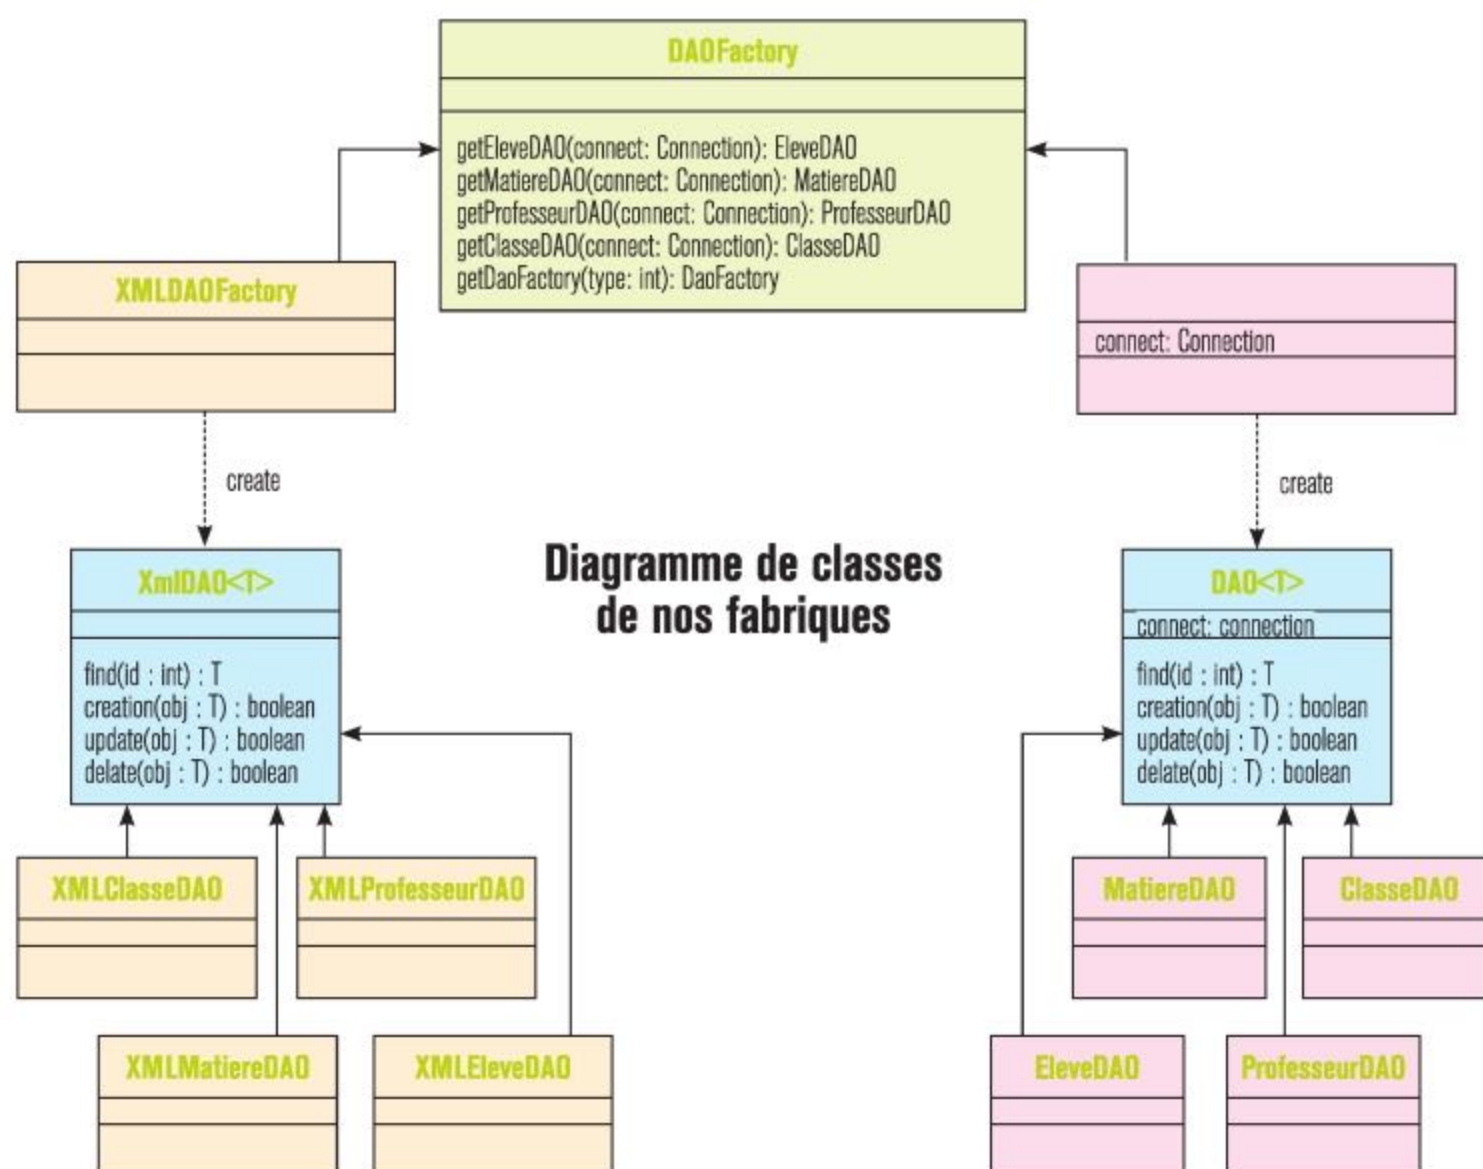 DAOFactory
getEleveDAO(connect: Connection): EleveDAO
getMatiereDAO(connect: Connection): MatiereDAO
getProfesseurDAO(connect: Connection): ProfesseurDAO
getClasseDAO(connect: Connection): ClasseDAO
getDaoFactory(type: int): DaoFactory
XMLDAOFactory
connect: Connection
create
create
Diagramme de classes
de nos fabriques
XmlDAO<T>
find(id : int) : T
creation(obj : T) : boolean
update(obj : T) : boolean
delate(obj : T) : boolean
DAO<T>
connect: connection
find(id : int) : T
creation(obj : T) : boolean
update(obj : T) : boolean
delate(obj : T) : boolean
XMLClasseDAO
XMLProfesseurDAO
MatiereDAO
ClasseDAO
XMLMatiereDAO
XMLEleveDAO
EleveDAO
ProfesseurDAO